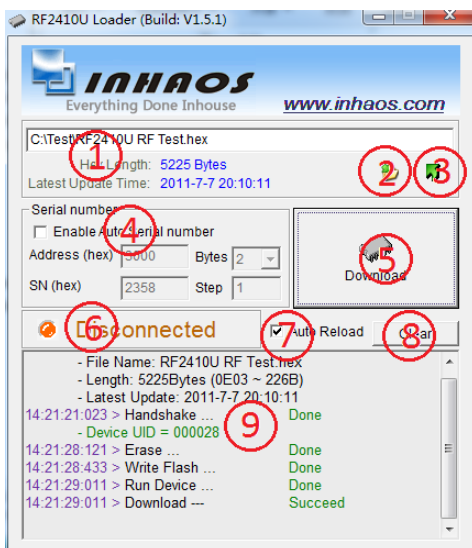 RF2410U Loader (Build: V1.5.1)
INHAOS
Everything Done Inhouse
www.inhaos.com
C:\Test\RF2410U RF Test.hex
1
Hex Length: 5225 Bytes
2
3
Latest Update Time: 2011-7-7 20:10:11
Serial number
4
Enable Auto Serial number
Address (hex) 3000 Bytes 2
SN (hex) 2358 Step 1
5
Download
6
Disconnected
7
Auto Reload
8
Clear
- File Name: RF2410U RF Test.hex
- Length: 5225Bytes (0E03 ~ 226B)
- Latest Update: 2011-7-7 20:10:11
14:21:21:023 > Handshake ... Done
- Device UID = 000028
9
14:21:28:121 > Erase ... Done
14:21:28:433 > Write Flash ... Done
14:21:29:011 > Run Device ... Done
14:21:29:011 > Download --- Succeed